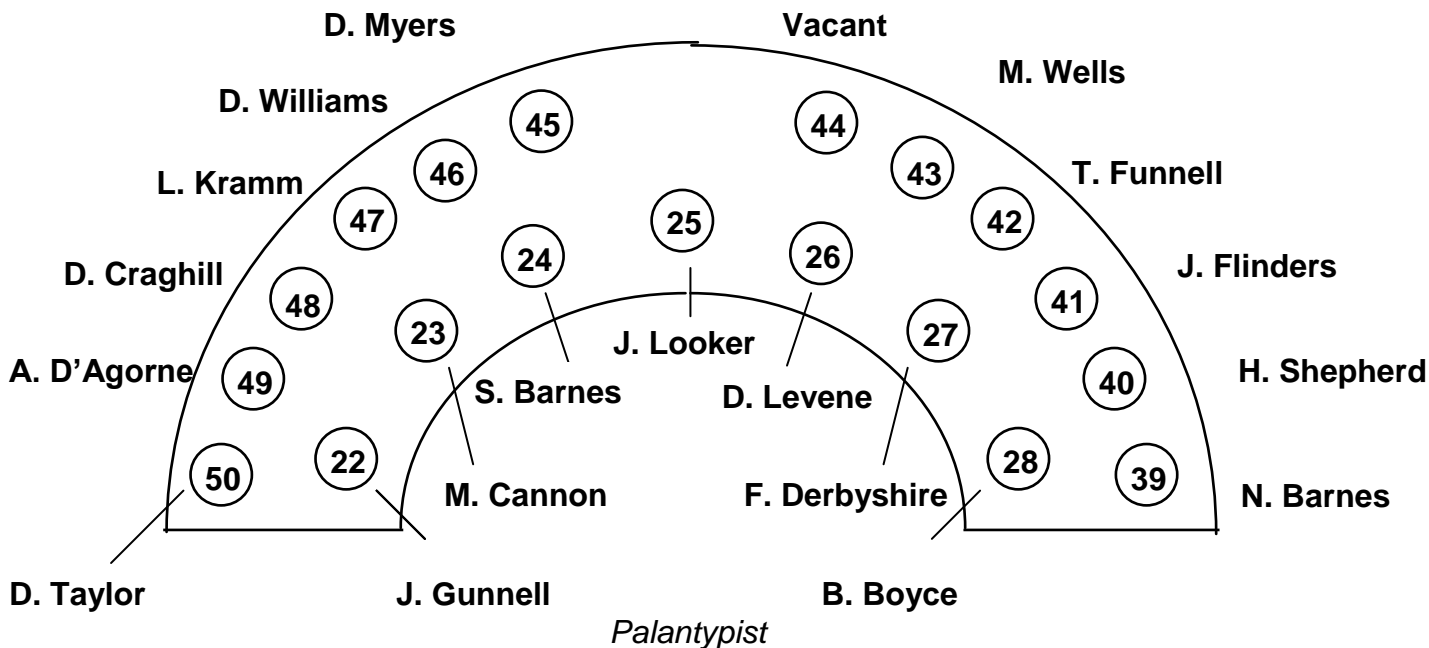 D. Myers Vacant
D. Williams M. Wells
45 44
L. Kramm 46 43 T. Funnell
47 25 42
D. Craghill 24 26 J. Flinders
48 41
23 27
J. Looker
A. D'Agorne 49 40 H. Shepherd
S. Barnes D. Levene
50 22 28 39
M. Cannon F. Derbyshire N. Barnes
D. Taylor J. Gunnell B. Boyce
Palantypist